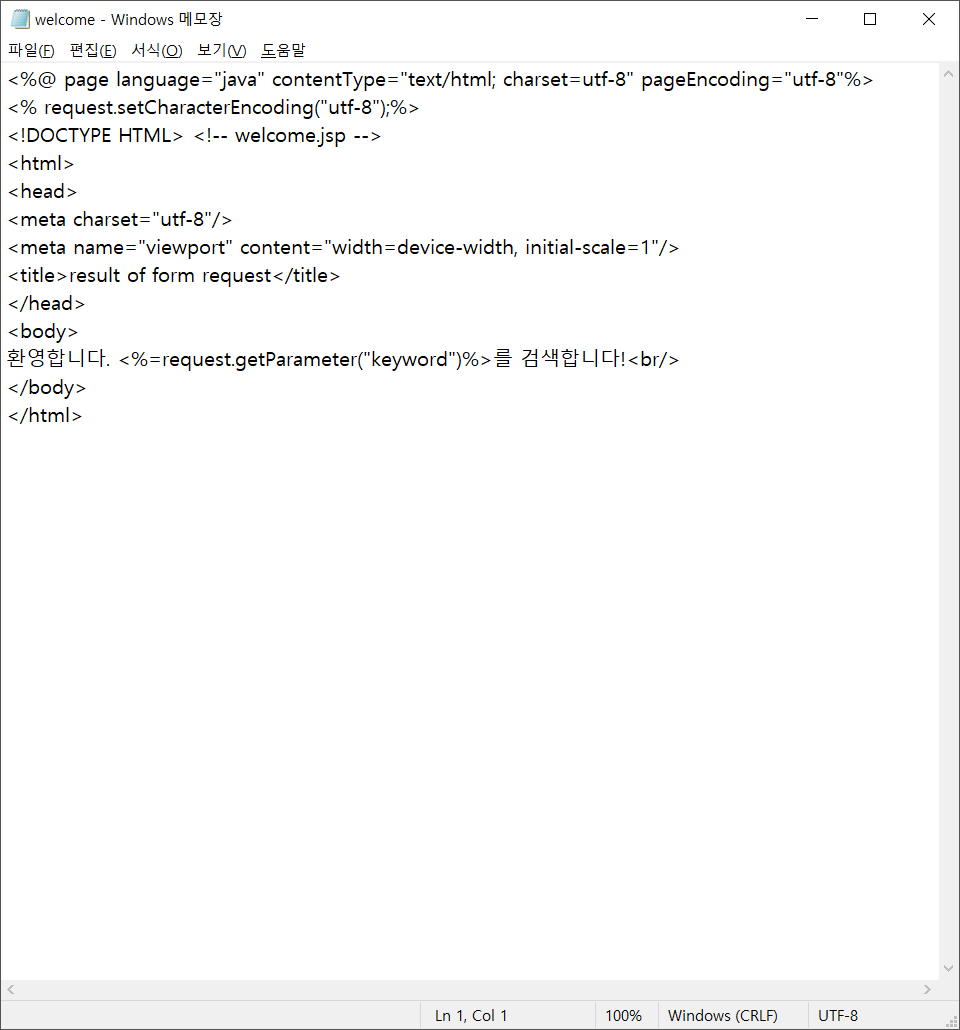 welcome - Windows 메모장
파일(F) 편집(E) 서식(O) 보기(V) 도움말
<%@ page language="java" contentType="text/html; charset=utf-8" pageEncoding="utf-8"%>
<% request.setCharacterEncoding("utf-8");%>
<!DOCTYPE HTML> <!-- welcome.jsp -->
<html>
<head>
<meta charset="utf-8"/>
<meta name="viewport" content="width=device-width, initial-scale=1"/>
<title>result of form request</title>
</head>
<body>
환영합니다. <%=request.getParameter("keyword")%>를 검색합니다!<br/>
</body>
</html>
Ln 1, Col 1 100% Windows (CRLF) UTF-8